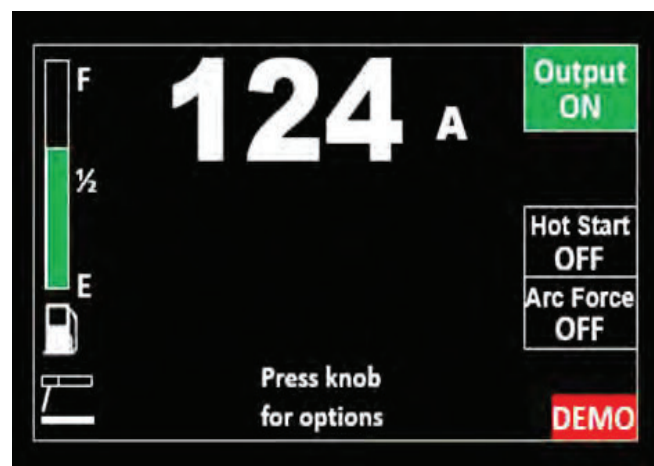 F
½
E
124 A
Output
ON
Hot Start
OFF
Arc Force
OFF
Press knob
for options
DEMO